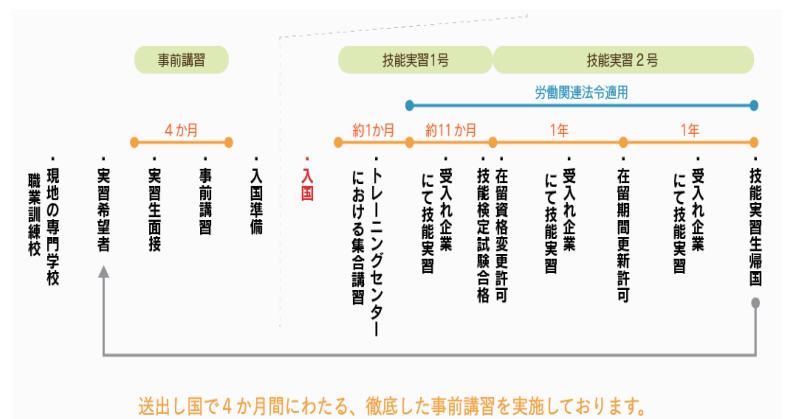 事前講習
技能実習1号
技能実習２号
労働関連法令適用
４か月
約1か月
約11か月
1年
1年
・現地の専門学校
職業訓練校
・実習希望者
・実習生面接
・事前講習
・入国準備
・入国
・トレーニングセンター
における集合講習
・受入れ企業
にて技能実習
・技能検定試験合格
・在留資格変更許可
・受入れ企業
にて技能実習
・在留期間更新許可
・受入れ企業
にて技能実習
・技能実習生帰国
送出し国で４か月間にわたる、徹底した事前講習を実施しております。